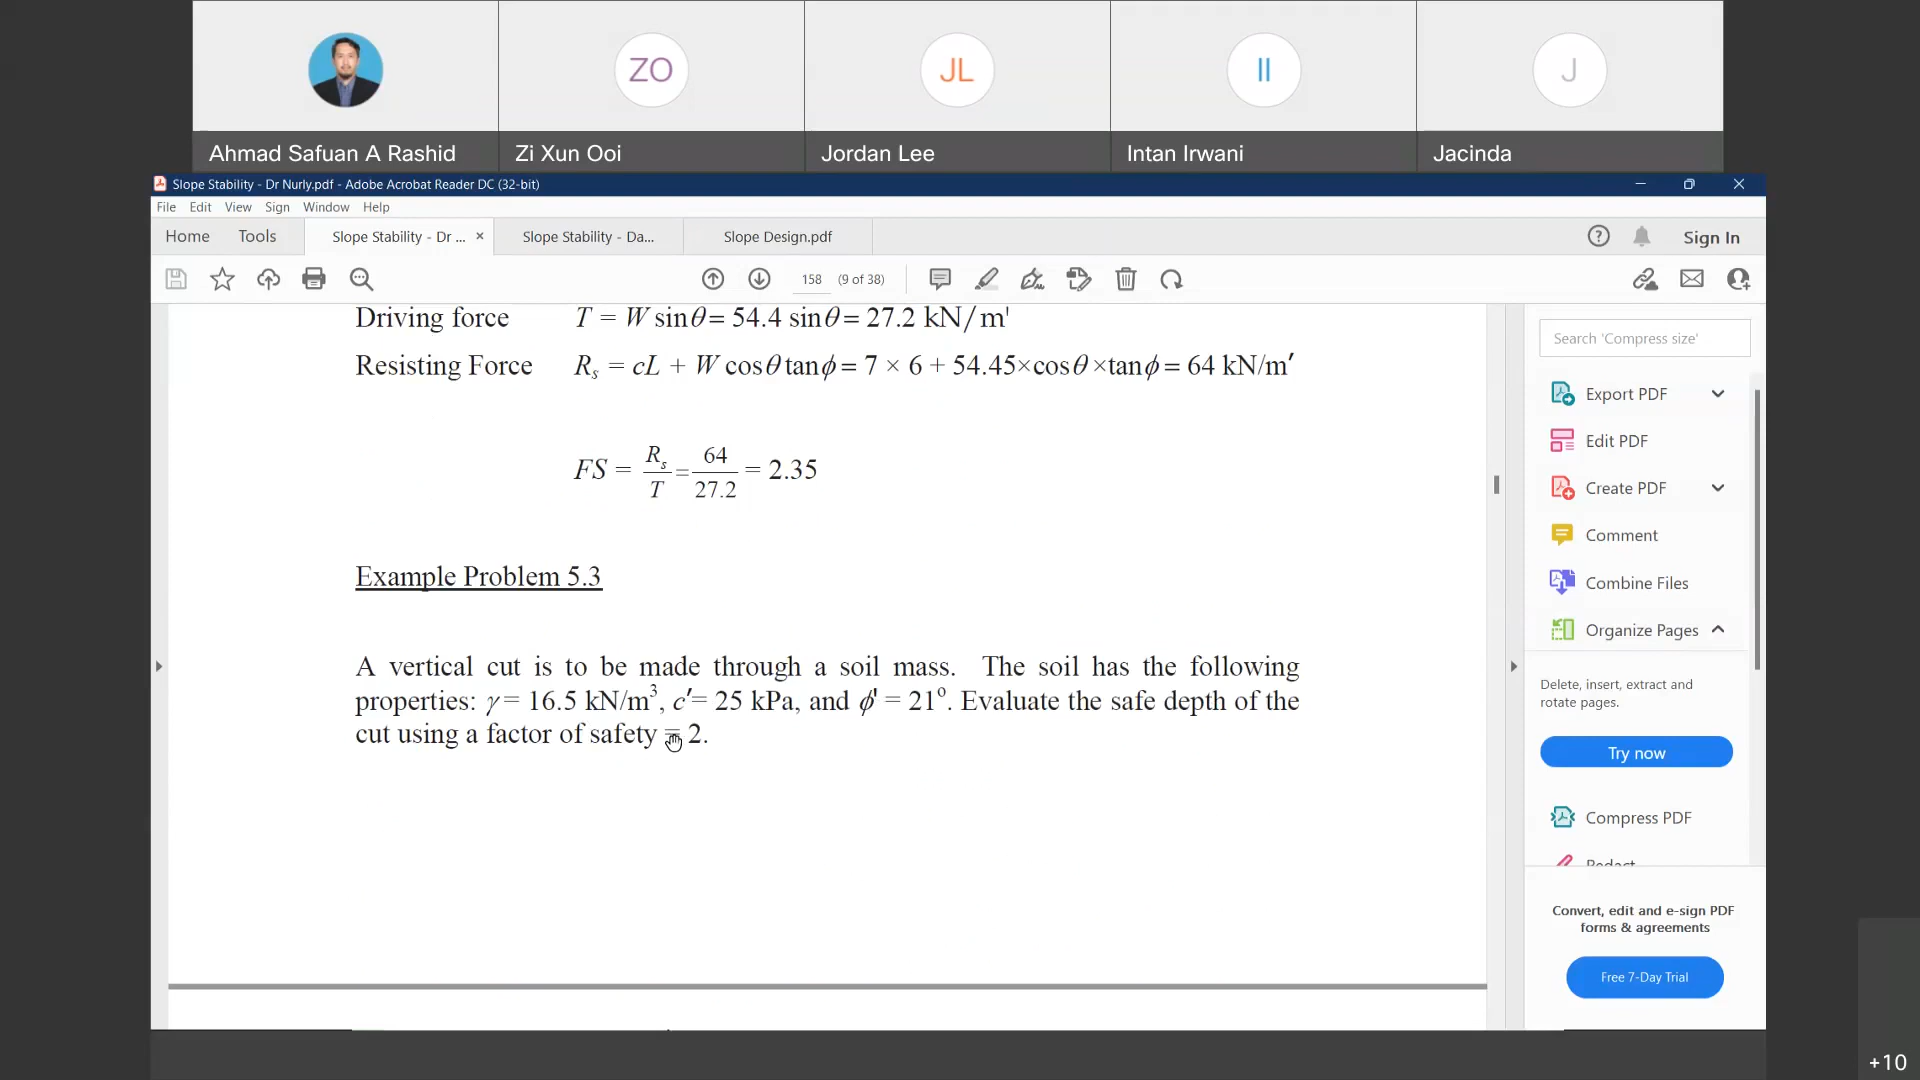 ZO
JL
II
J
Ahmad Safuan A Rashid
Zi Xun Ooi
Jordan Lee
Intan Irwani
Jacinda
Slope Stability - Dr Nurly.pdf - Adobe Acrobat Reader DC (32-bit)
File Edit View Sign Window Help
Home Tools Slope Stability - Dr ... × Slope Stability - Da... Slope Design.pdf Sign In
158 (9 of 38)
Driving force T = W sinθ = 54.4 sinθ = 27.2 kN/m'
Resisting Force Rs = cL + W cosθ tanϕ = 7 × 6 + 54.45×cosθ ×tanϕ = 64 kN/m′
FS = Rs/T = 64/27.2 = 2.35
Example Problem 5.3
A vertical cut is to be made through a soil mass. The soil has the following
properties: γ = 16.5 kN/m³, c′= 25 kPa, and ϕ' = 21°. Evaluate the safe depth of the
cut using a factor of safety = 2.
Search 'Compress size'
Export PDF
Edit PDF
Create PDF
Comment
Combine Files
Organize Pages
Delete, insert, extract and
rotate pages.
Try now
Compress PDF
Redact
Convert, edit and e-sign PDF
forms & agreements
Free 7-Day Trial
+10